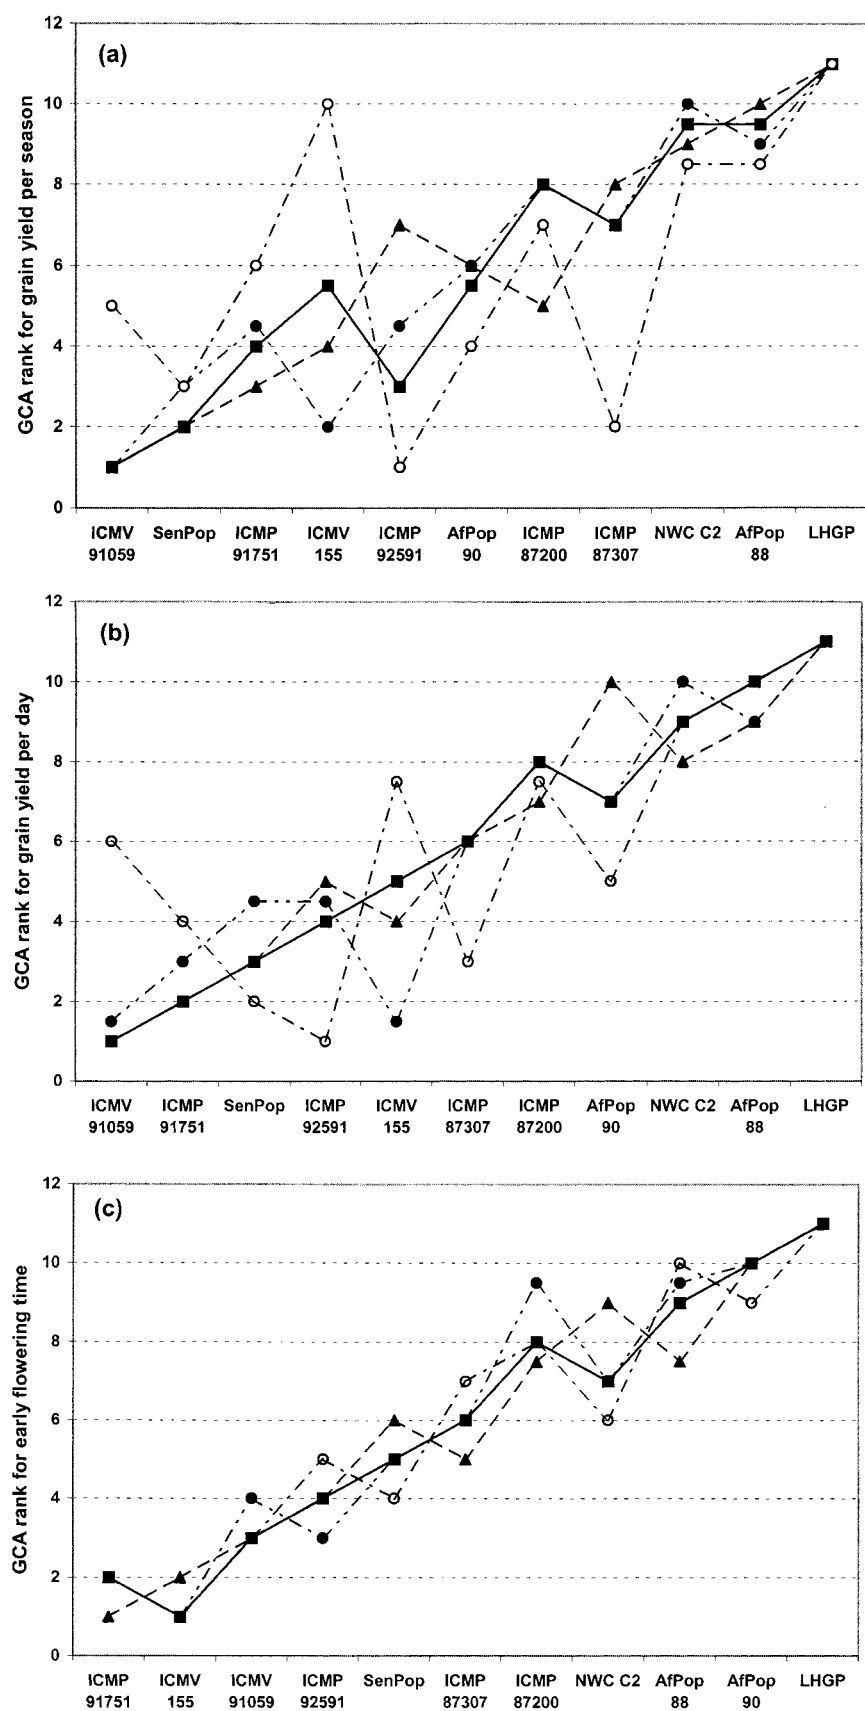 (a)
GCA rank for grain yield per season
12
10
8
6
4
2
0
ICMV SenPop ICMP ICMV ICMP AfPop ICMP ICMP NWC C2 AfPop LHGP
91059 91751 155 92591 90 87200 87307 88
(b)
GCA rank for grain yield per day
12
10
8
6
4
2
0
ICMV ICMP SenPop ICMP ICMV ICMP ICMP AfPop NWC C2 AfPop LHGP
91059 91751 92591 155 87307 87200 90 88
(c)
GCA rank for early flowering time
12
10
8
6
4
2
0
ICMP ICMV ICMV ICMP SenPop ICMP ICMP NWC C2 AfPop AfPop LHGP
91751 155 91059 92591 87307 87200 88 90